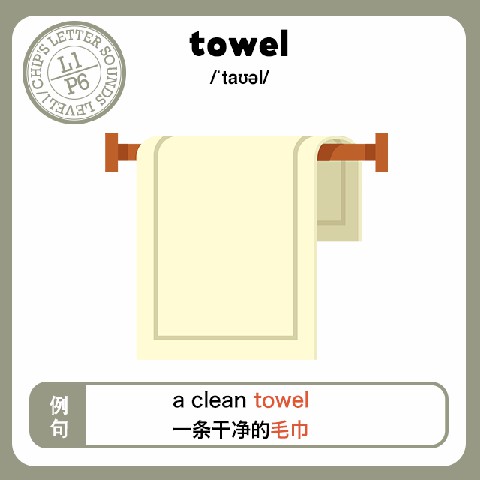 CHIP'S LETTER SOUNDS LEVEL1/
L1
P6
towel
/ˈtaʊəl/
例句
a clean towel
一条干净的毛巾